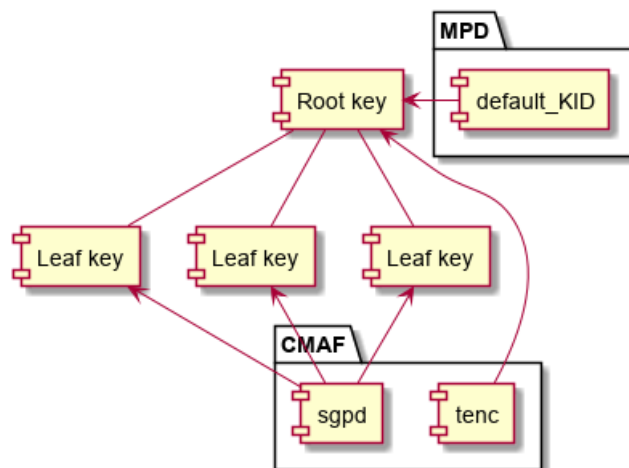 MPD
Root key
default_KID
Leaf key
Leaf key
Leaf key
CMAF
sgpd
tenc